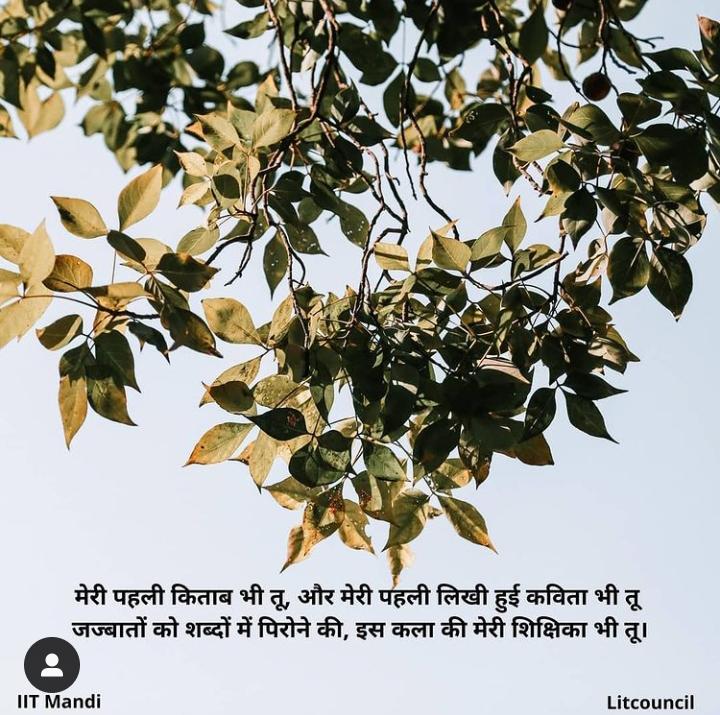 मेरी पहली किताब भी तू, और मेरी पहली लिखी हुई कविता भी तू
जज्बातों को शब्दों में पिरोने की, इस कला की मेरी शिक्षिका भी तू।
IIT Mandi
Litcouncil